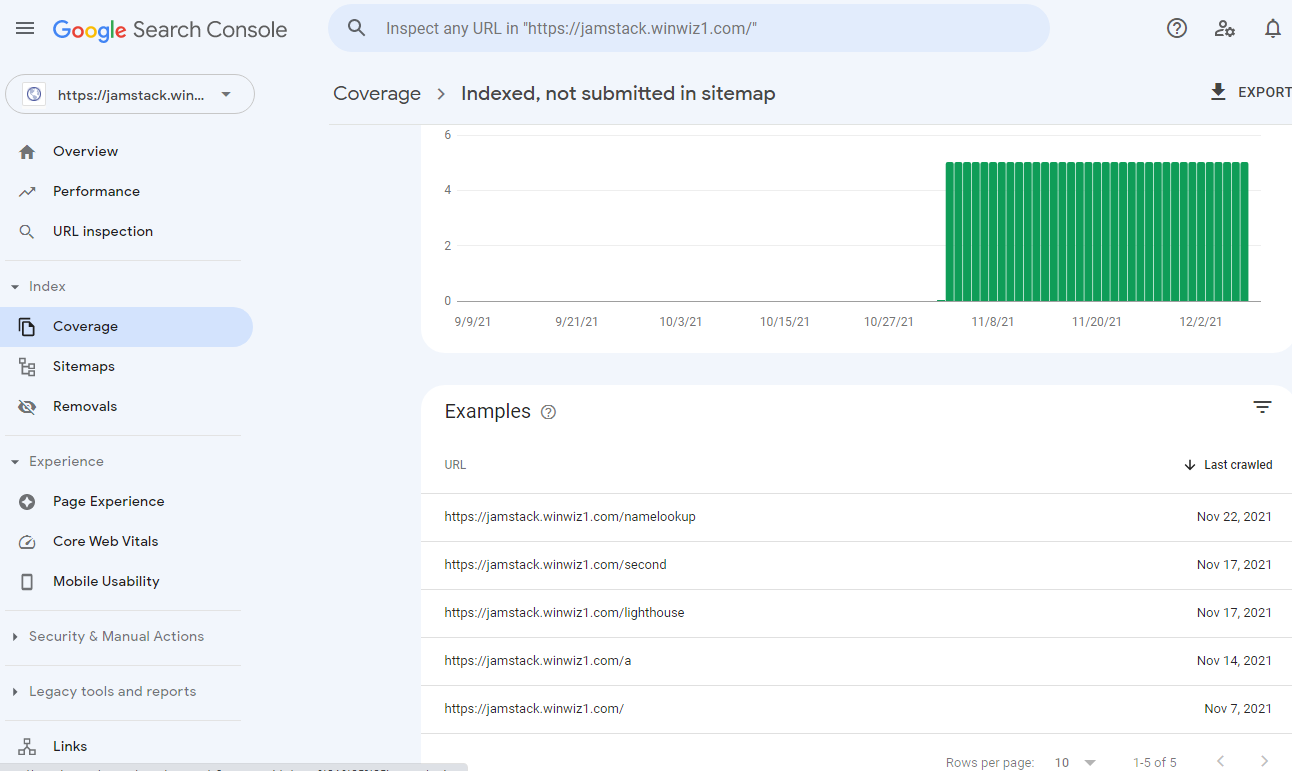 Google Search Console
Inspect any URL in "https://jamstack.winwiz1.com/"
https://jamstack.win...
Coverage > Indexed, not submitted in sitemap
EXPORT
Overview
Performance
URL inspection
Index
Coverage
Sitemaps
Removals
Experience
Page Experience
Core Web Vitals
Mobile Usability
Security & Manual Actions
Legacy tools and reports
Links
6
4
2
0
9/9/21 9/21/21 10/3/21 10/15/21 10/27/21 11/8/21 11/20/21 12/2/21
Examples
URL Last crawled
https://jamstack.winwiz1.com/namelookup Nov 22, 2021
https://jamstack.winwiz1.com/second Nov 17, 2021
https://jamstack.winwiz1.com/lighthouse Nov 17, 2021
https://jamstack.winwiz1.com/a Nov 14, 2021
https://jamstack.winwiz1.com/ Nov 7, 2021
Rows per page: 10 1-5 of 5